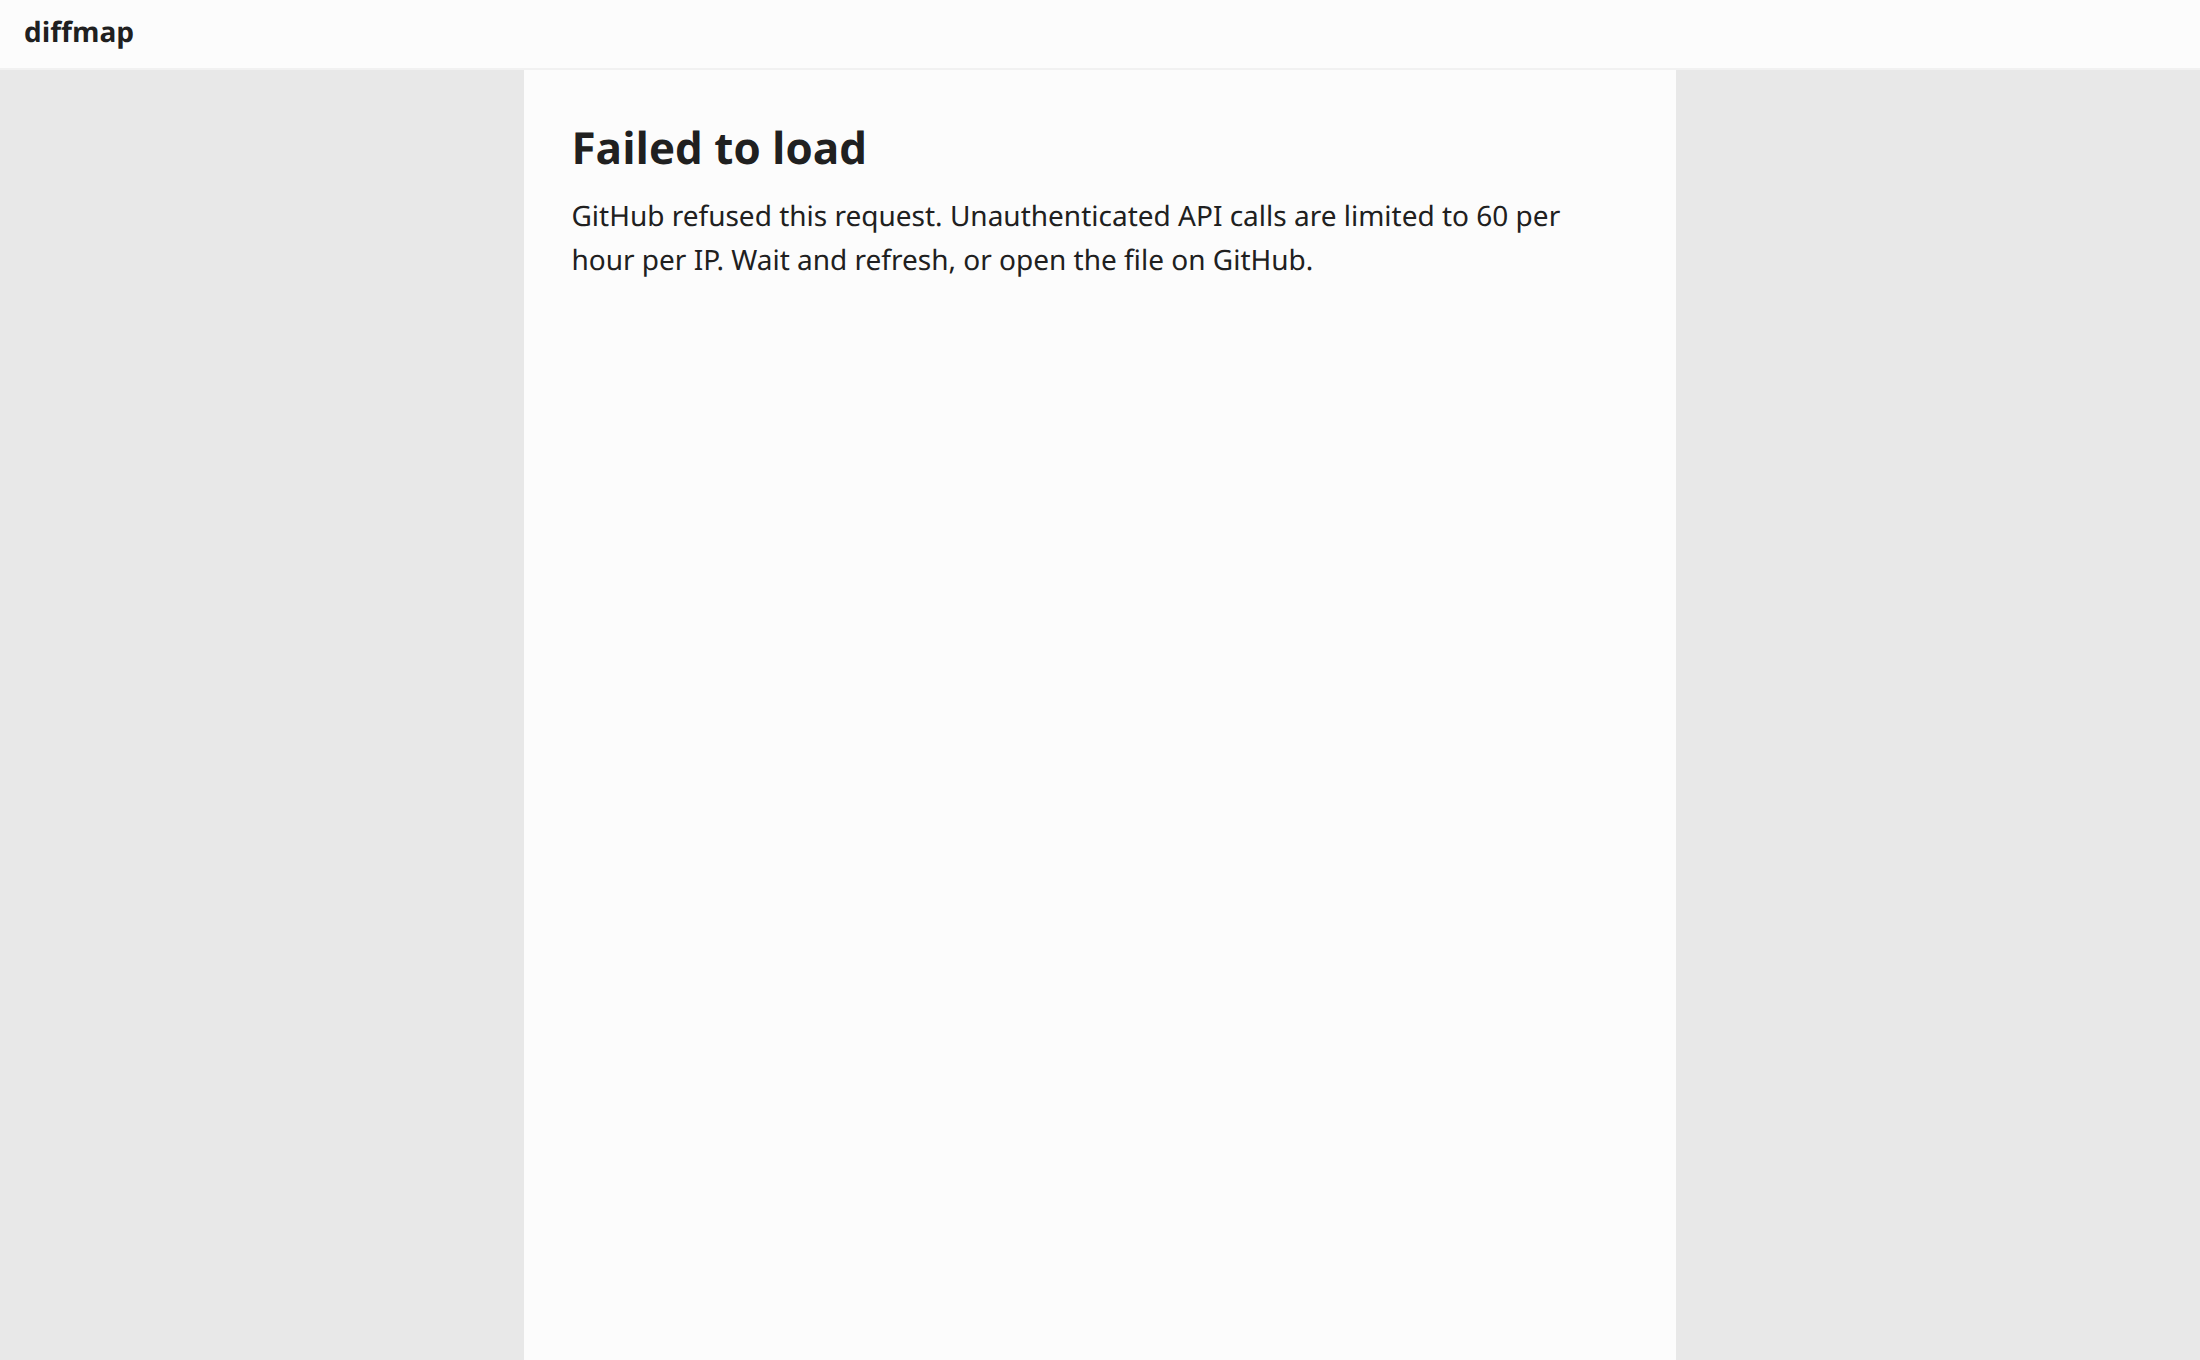 diffmap
Failed to load
GitHub refused this request. Unauthenticated API calls are limited to 60 per
hour per IP. Wait and refresh, or open the file on GitHub.